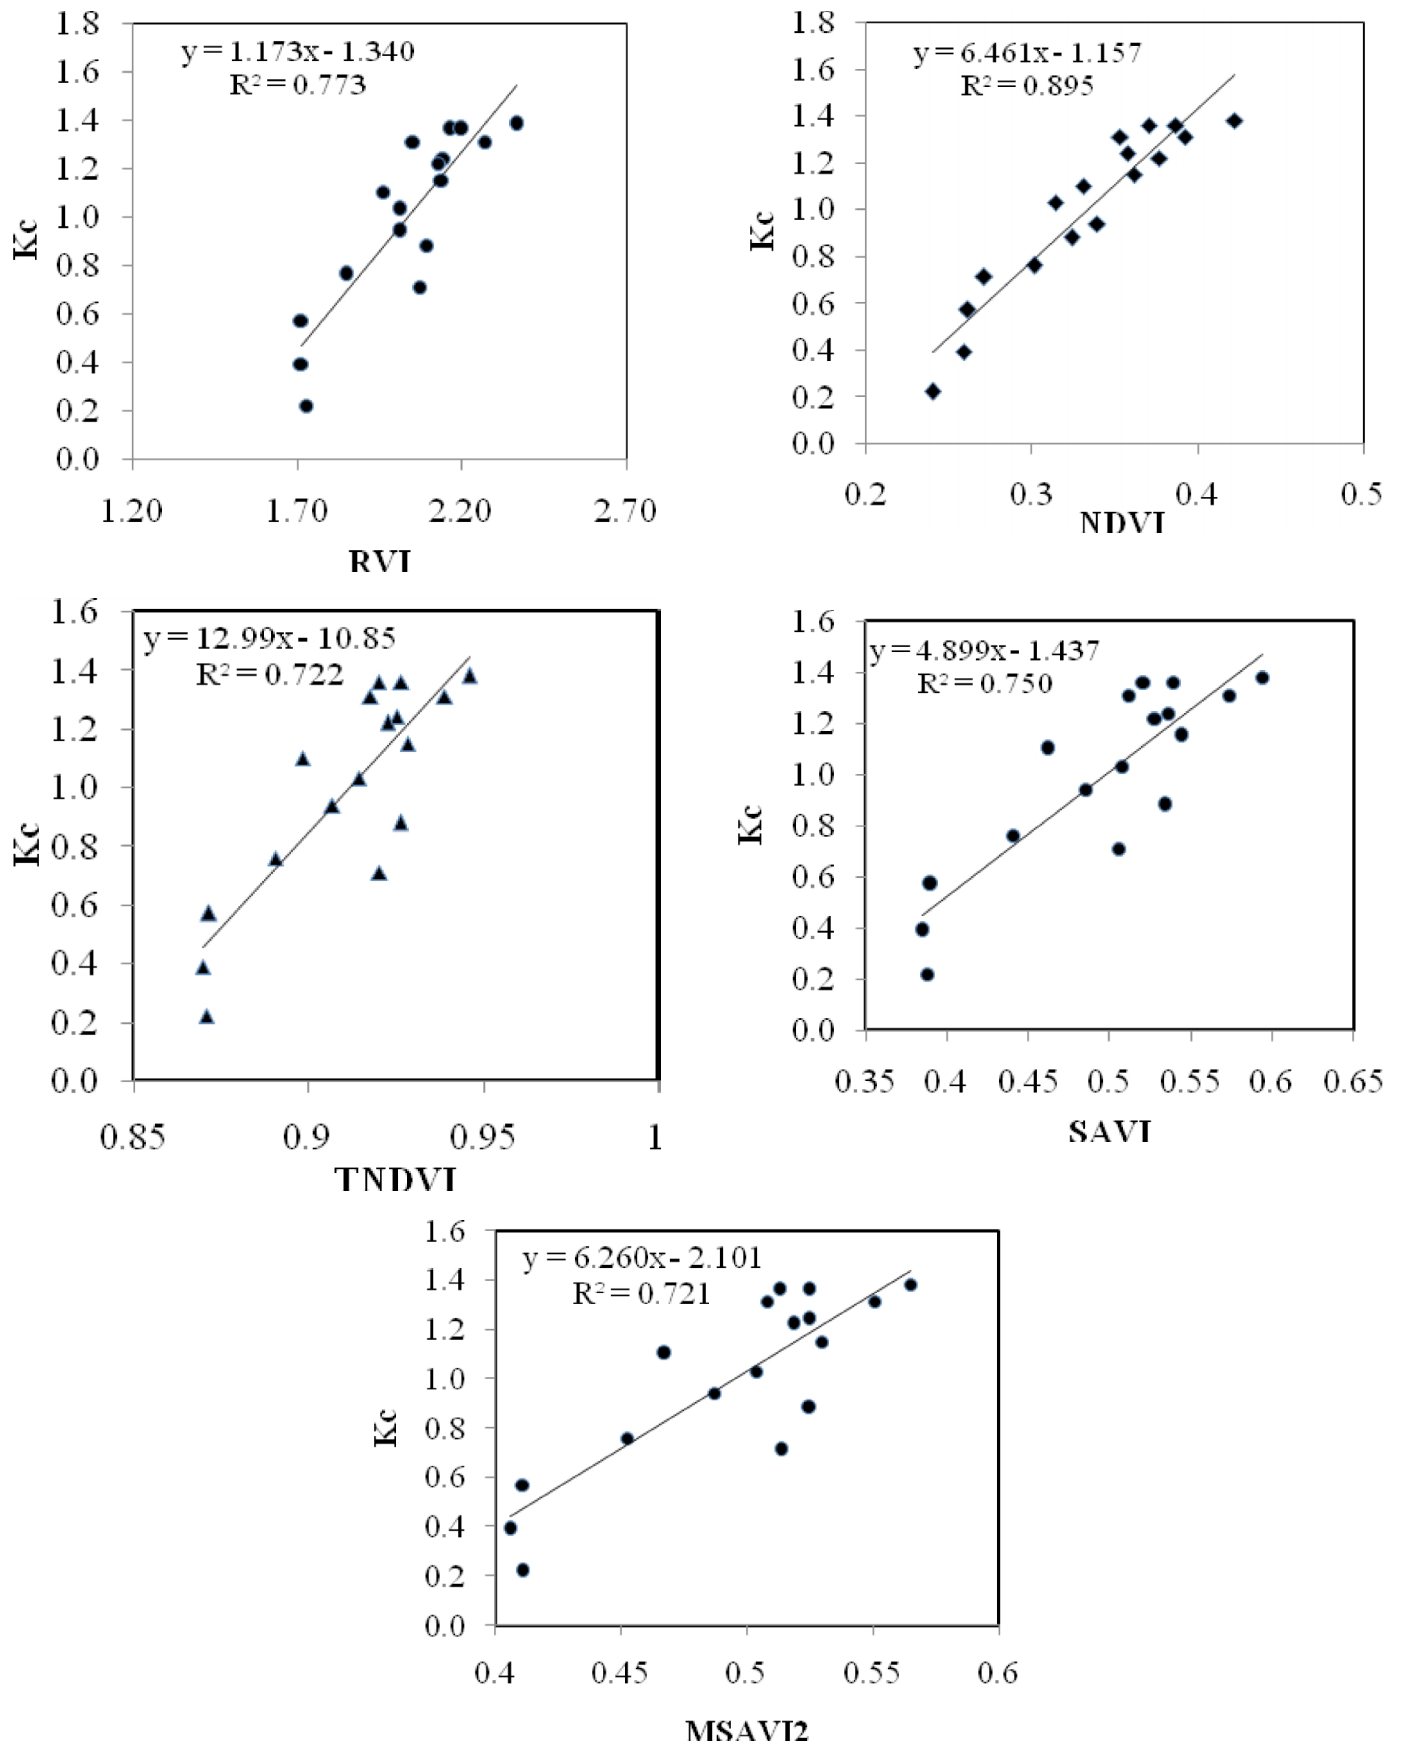 1.8
1.6
1.4
1.2
1.0
0.8
0.6
0.4
0.2
0.0
Kc
y = 1.173x - 1.340
R² = 0.773
1.20 1.70 2.20 2.70
RVI
1.8
1.6
1.4
1.2
1.0
0.8
0.6
0.4
0.2
0.0
Kc
y = 6.461x - 1.157
R² = 0.895
0.2 0.3 0.4 0.5
NDVI
1.6
1.4
1.2
1.0
0.8
0.6
0.4
0.2
0.0
Kc
y = 12.99x - 10.85
R² = 0.722
0.85 0.9 0.95 1
TNDVI
1.6
1.4
1.2
1.0
0.8
0.6
0.4
0.2
0.0
Kc
y = 4.899x - 1.437
R² = 0.750
0.35 0.4 0.45 0.5 0.55 0.6 0.65
SAVI
1.6
1.4
1.2
1.0
0.8
0.6
0.4
0.2
0.0
Kc
y = 6.260x - 2.101
R² = 0.721
0.4 0.45 0.5 0.55 0.6
MSAVI2